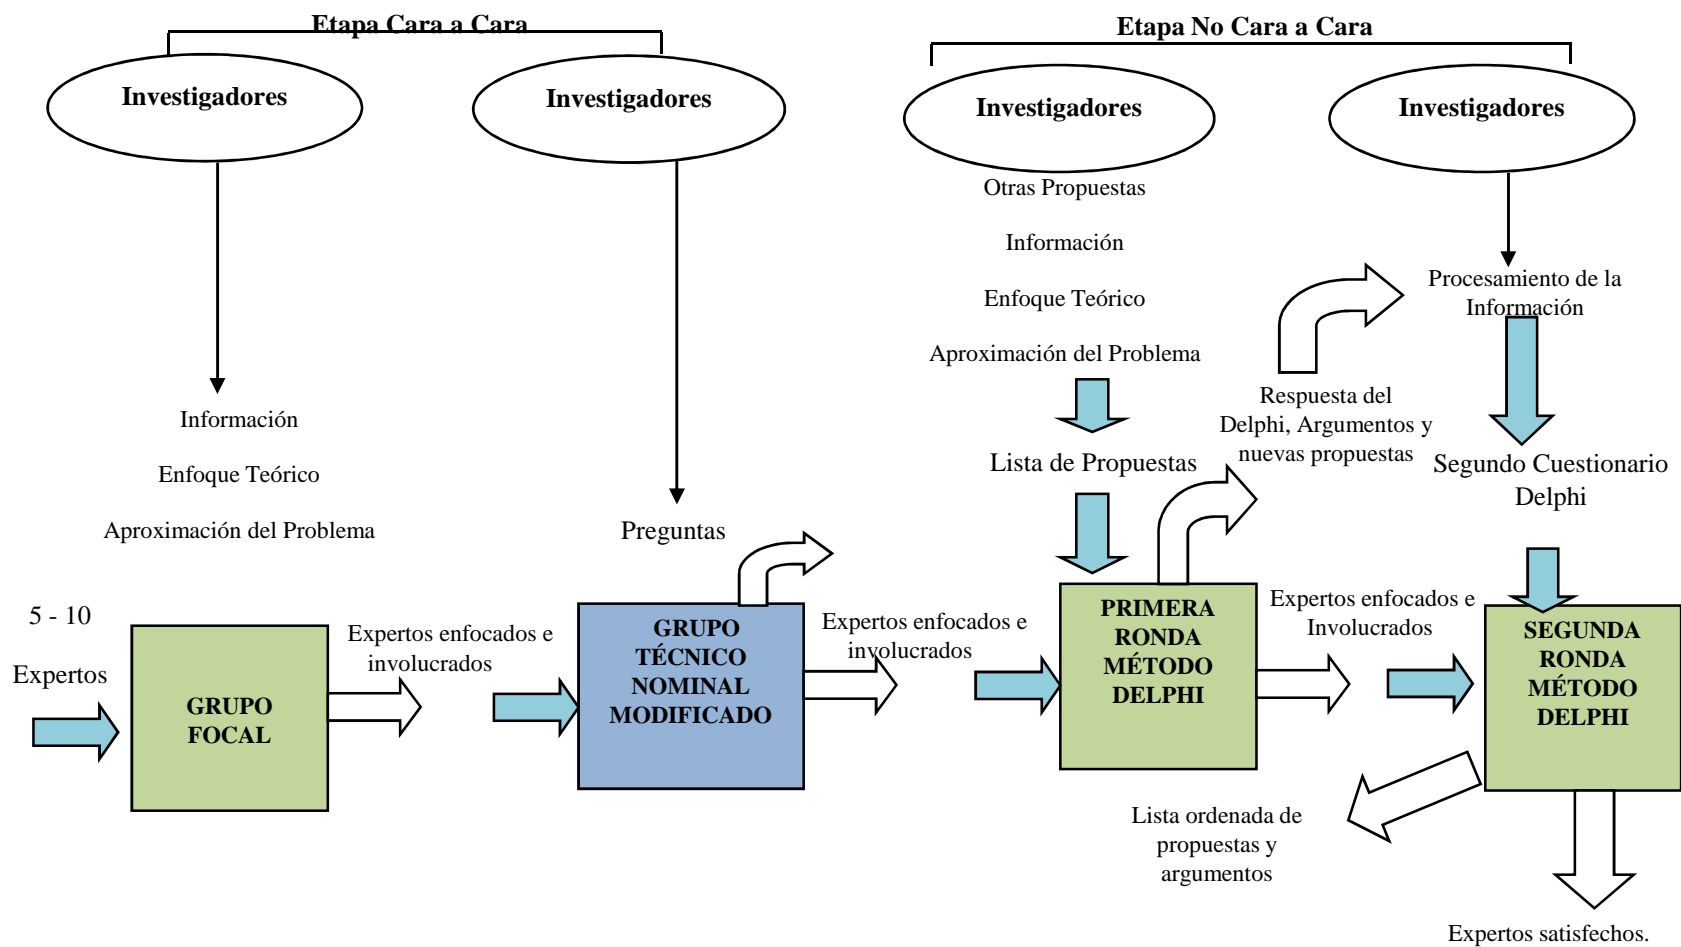 Etapa Cara a Cara
Etapa No Cara a Cara
Investigadores
Investigadores
Investigadores
Investigadores
Información
Enfoque Teórico
Aproximación del Problema
Preguntas
Otras Propuestas
Información
Enfoque Teórico
Aproximación del Problema
Lista de Propuestas
Respuesta del
Delphi, Argumentos y
nuevas propuestas
Procesamiento de la
Información
Segundo Cuestionario
Delphi
5 - 10
Expertos
GRUPO
FOCAL
Expertos enfocados e
involucrados
GRUPO
TÉCNICO
NOMINAL
MODIFICADO
Expertos enfocados e
involucrados
PRIMERA
RONDA
MÉTODO
DELPHI
Expertos enfocados e
Involucrados
SEGUNDA
RONDA
MÉTODO
DELPHI
Lista ordenada de
propuestas y
argumentos
Expertos satisfechos.